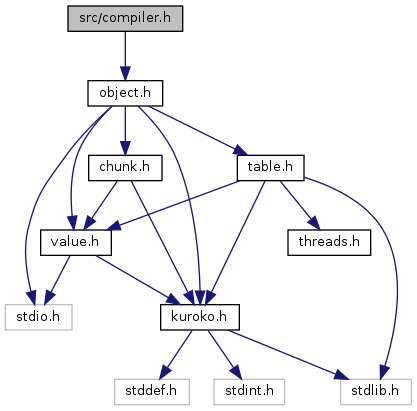 src/compiler.h
object.h
chunk.h
table.h
value.h
threads.h
stdio.h
kuroko.h
stddef.h
stdint.h
stdlib.h